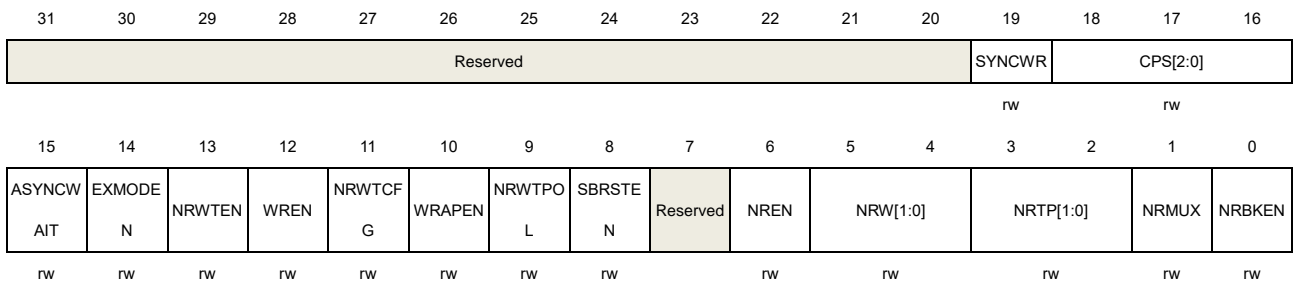 31 30 29 28 27 26 25 24 23 22 21 20 19 18 17 16
Reserved SYNCWR CPS[2:0]
rw rw
15 14 13 12 11 10 9 8 7 6 5 4 3 2 1 0
ASYNCW EXMODE NRWTCF NRWTPO SBRSTE
NRWTEN WREN WRAPEN Reserved NREN NRW[1:0] NRTP[1:0] NRMUX NRBKEN
AIT N G L N
rw rw rw rw rw rw rw rw rw rw rw rw rw